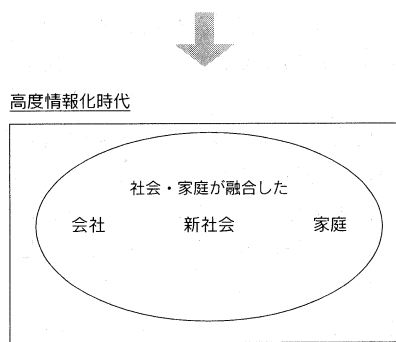 高度情報化時代
社会・家庭が融合した
会社 新社会 家庭